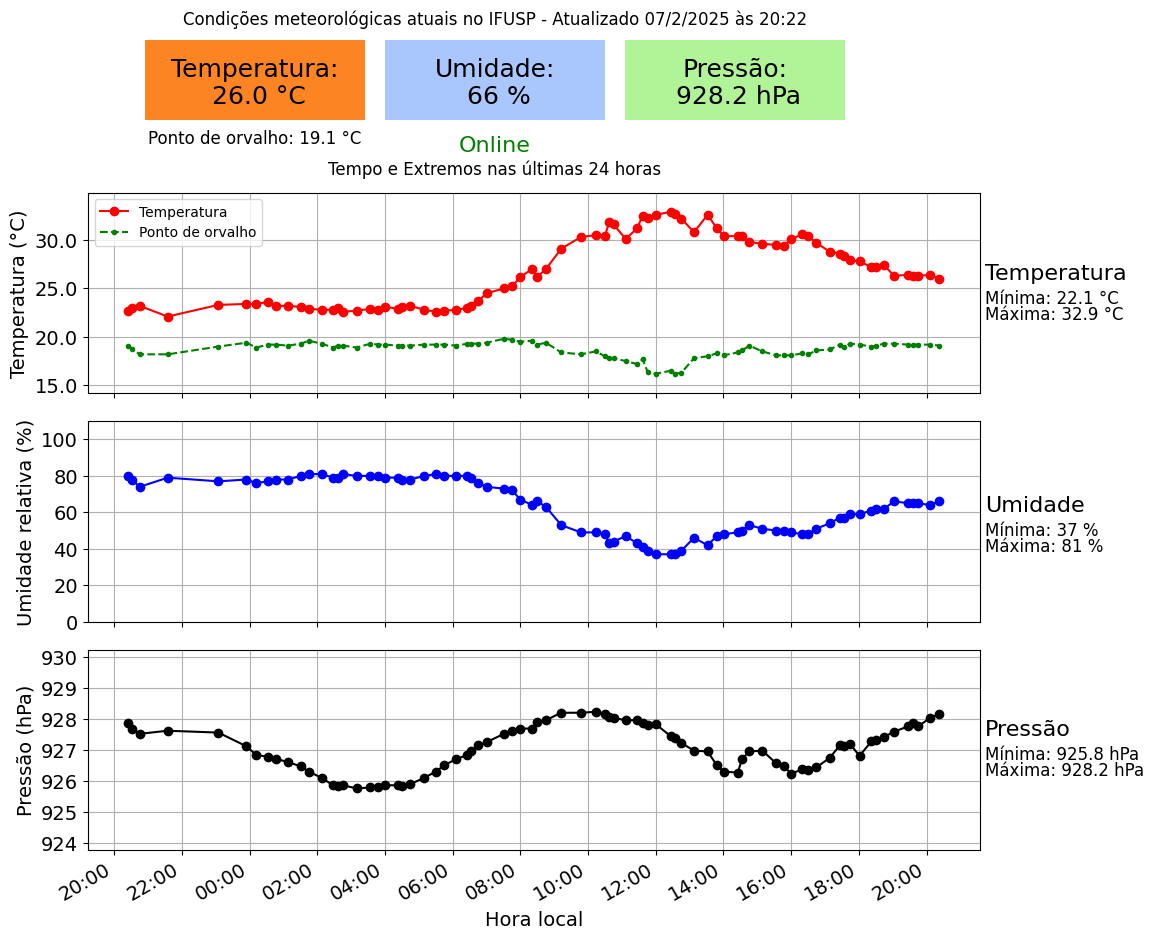 Condições meteorológicas atuais no IFUSP - Atualizado 07/2/2025 às 20:22
Temperatura:
26.0 °C
Umidade:
66 %
Pressão:
928.2 hPa
Ponto de orvalho: 19.1 °C
Online
Tempo e Extremos nas últimas 24 horas
Temperatura (°C)
30.0
25.0
20.0
15.0
Temperatura
Ponto de orvalho
Temperatura
Mínima: 22.1 °C
Máxima: 32.9 °C
Umidade relativa (%)
100
80
60
40
20
0
Umidade
Mínima: 37 %
Máxima: 81 %
Pressão (hPa)
930
929
928
927
926
925
924
Pressão
Mínima: 925.8 hPa
Máxima: 928.2 hPa
20:00
22:00
00:00
02:00
04:00
06:00
08:00
10:00
12:00
14:00
16:00
18:00
20:00
Hora local